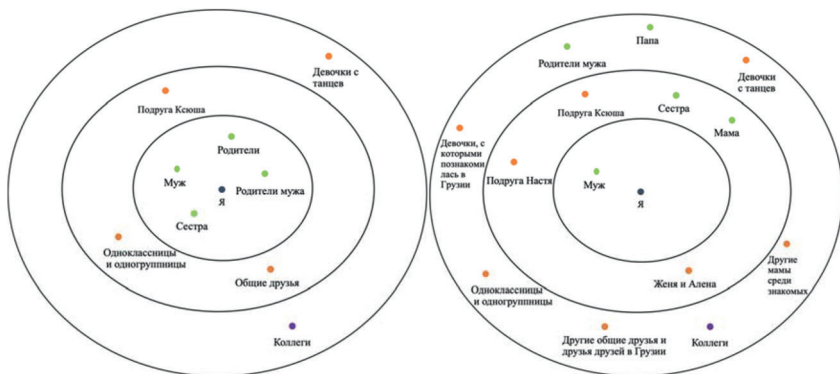 Девочки с
танцев
Подруга Ксюша
Родители
Муж
Родители мужа
Я
Сестра
Одноклассницы
и одногруппницы
Общие друзья
Коллеги
Папа
Родители мужа
Девочки
с танцев
Подруга Ксюша
Сестра
Мама
Девочки, с
которыми
познакоми
лась в
Грузии
Подруга Настя
Муж
Я
Другие
мамы
среди
знакомых
Женя и Алена
Одноклассницы
и одногруппницы
Другие общие друзья и
друзья друзей в Грузии
Коллеги